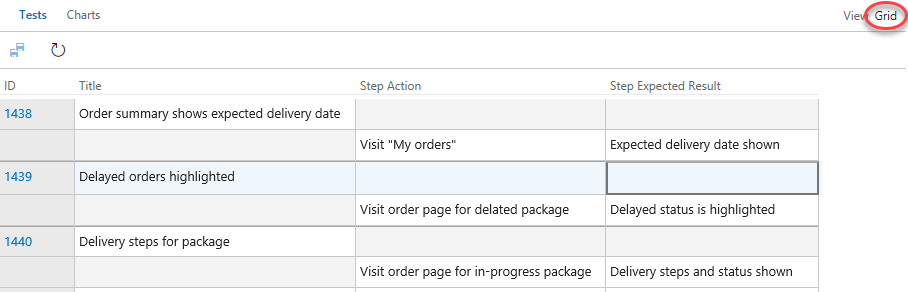 Tests Charts View Grid
ID Title Step Action Step Expected Result
1438 Order summary shows expected delivery date
Visit "My orders" Expected delivery date shown
1439 Delayed orders highlighted
Visit order page for delated package Delayed status is highlighted
1440 Delivery steps for package
Visit order page for in-progress package Delivery steps and status shown